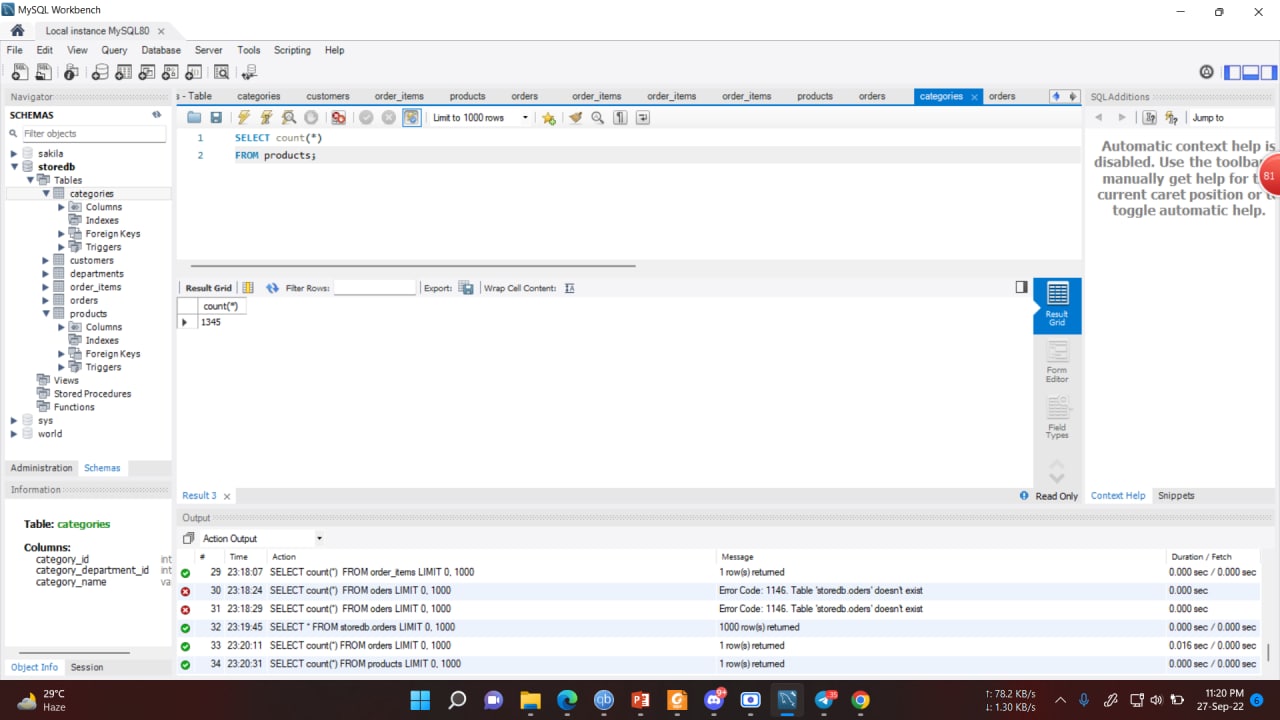 MySQL Workbench
Local instance MySQL80
File Edit View Query Database Server Tools Scripting Help
Navigator
SCHEMAS
Filter objects
sakila
storedb
Tables
categories
Columns
Indexes
Foreign Keys
Triggers
customers
departments
order_items
orders
products
Columns
Indexes
Foreign Keys
Triggers
Views
Stored Procedures
Functions
sys
world
Administration Schemas
Information
Table: categories
Columns:
category_id int
category_department_id int
category_name va
Object Info Session
s - Table categories customers order_items products orders order_items order_items order_items products orders categories orders
Limit to 1000 rows
1 SELECT count(*)
2 FROM products;
Result Grid Filter Rows: Export: Wrap Cell Content:
count(*)
1345
Result
Grid
Form
Editor
Field
Types
Result 3 Read Only
SQLAdditions
Jump to
Automatic context help is
disabled. Use the toolba
manually get help for t
current caret position or t
toggle automatic help.
81
Context Help Snippets
Output
Action Output
# Time Action Message Duration / Fetch
29 23:18:07 SELECT count(*) FROM order_items LIMIT 0, 1000 1 row(s) returned 0.000 sec / 0.000 sec
30 23:18:24 SELECT count(*) FROM oders LIMIT 0, 1000 Error Code: 1146. Table 'storedb.oders' doesn't exist 0.000 sec
31 23:18:29 SELECT count(*) FROM oders LIMIT 0, 1000 Error Code: 1146. Table 'storedb.oders' doesn't exist 0.000 sec
32 23:19:45 SELECT * FROM storedb.orders LIMIT 0, 1000 1000 row(s) returned 0.000 sec / 0.000 sec
33 23:20:11 SELECT count(*) FROM orders LIMIT 0, 1000 1 row(s) returned 0.016 sec / 0.000 sec
34 23:20:31 SELECT count(*) FROM products LIMIT 0, 1000 1 row(s) returned 0.000 sec / 0.000 sec
29°C
Haze
9+
35
↑: 78.2 KB/s
↓: 1.30 KB/s
11:20 PM
27-Sep-22
6